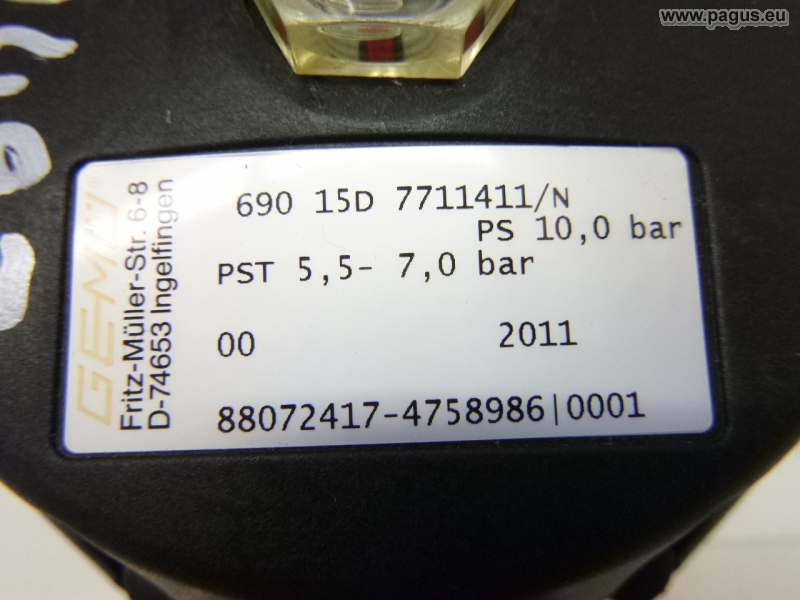 www.pagus.eu
GEMÜ
Fritz-Müller-Str. 6-8
D-74653 Ingelfingen
690 15D 7711411/N
PS 10,0 bar
PST 5,5- 7,0 bar
00 2011
88072417-4758986|0001